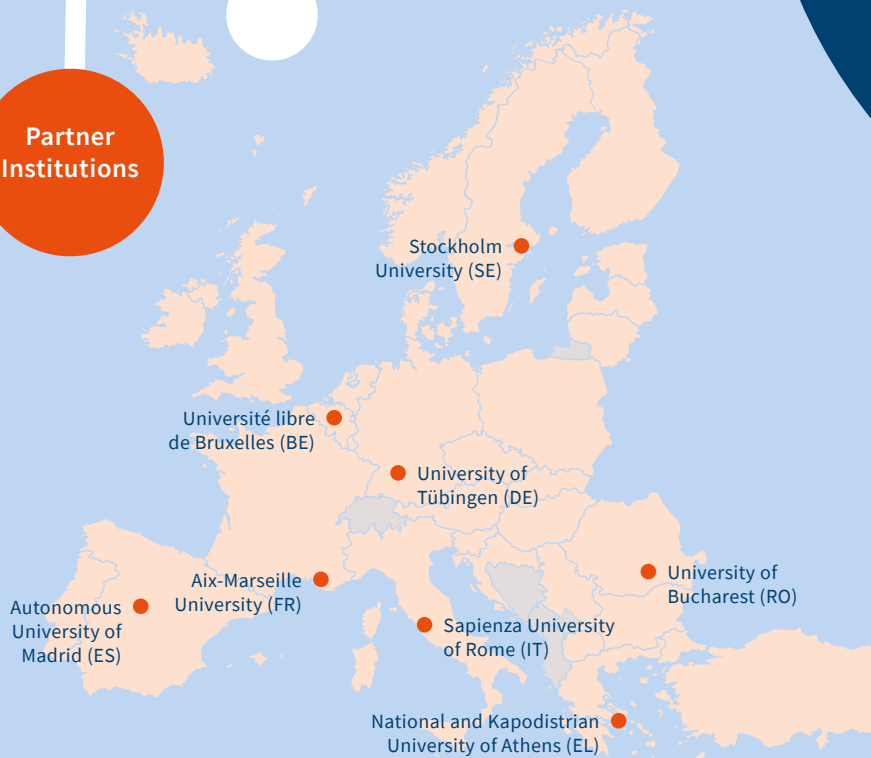 Partner
Institutions
Stockholm
University (SE)
Université libre
de Bruxelles (BE)
University of
Tübingen (DE)
Aix-Marseille
University (FR)
University of
Bucharest (RO)
Autonomous
University of
Madrid (ES)
Sapienza University
of Rome (IT)
National and Kapodistrian
University of Athens (EL)